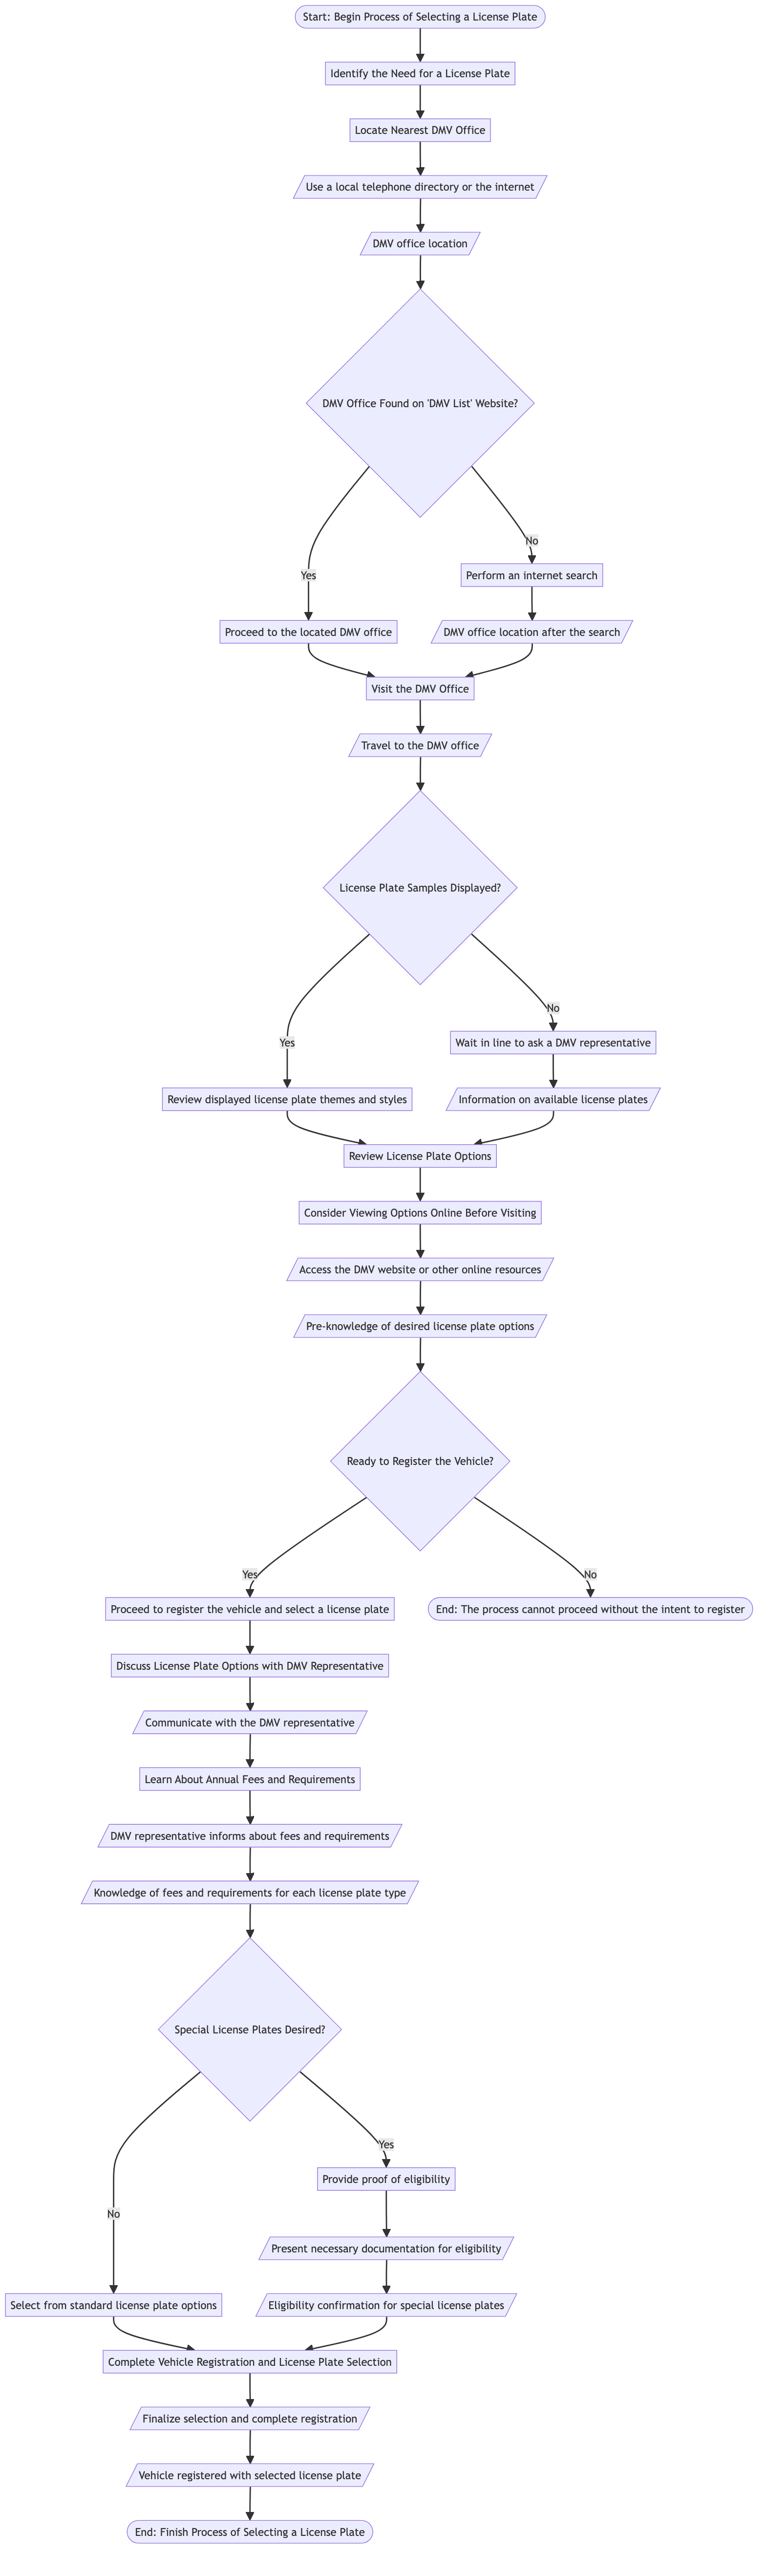 Start: Begin Process of Selecting a License Plate
Identify the Need for a License Plate
Locate Nearest DMV Office
Use a local telephone directory or the internet
DMV office location
DMV Office Found on 'DMV List' Website?
No
Yes
Perform an internet search
Proceed to the located DMV office
DMV office location after the search
Visit the DMV Office
Travel to the DMV office
License Plate Samples Displayed?
No
Yes
Wait in line to ask a DMV representative
Review displayed license plate themes and styles
Information on available license plates
Review License Plate Options
Consider Viewing Options Online Before Visiting
Access the DMV website or other online resources
Pre-knowledge of desired license plate options
Ready to Register the Vehicle?
Yes
No
Proceed to register the vehicle and select a license plate
End: The process cannot proceed without the intent to register
Discuss License Plate Options with DMV Representative
Communicate with the DMV representative
Learn About Annual Fees and Requirements
DMV representative informs about fees and requirements
Knowledge of fees and requirements for each license plate type
Special License Plates Desired?
Yes
Provide proof of eligibility
No
Present necessary documentation for eligibility
Select from standard license plate options
Eligibility confirmation for special license plates
Complete Vehicle Registration and License Plate Selection
Finalize selection and complete registration
Vehicle registered with selected license plate
End: Finish Process of Selecting a License Plate